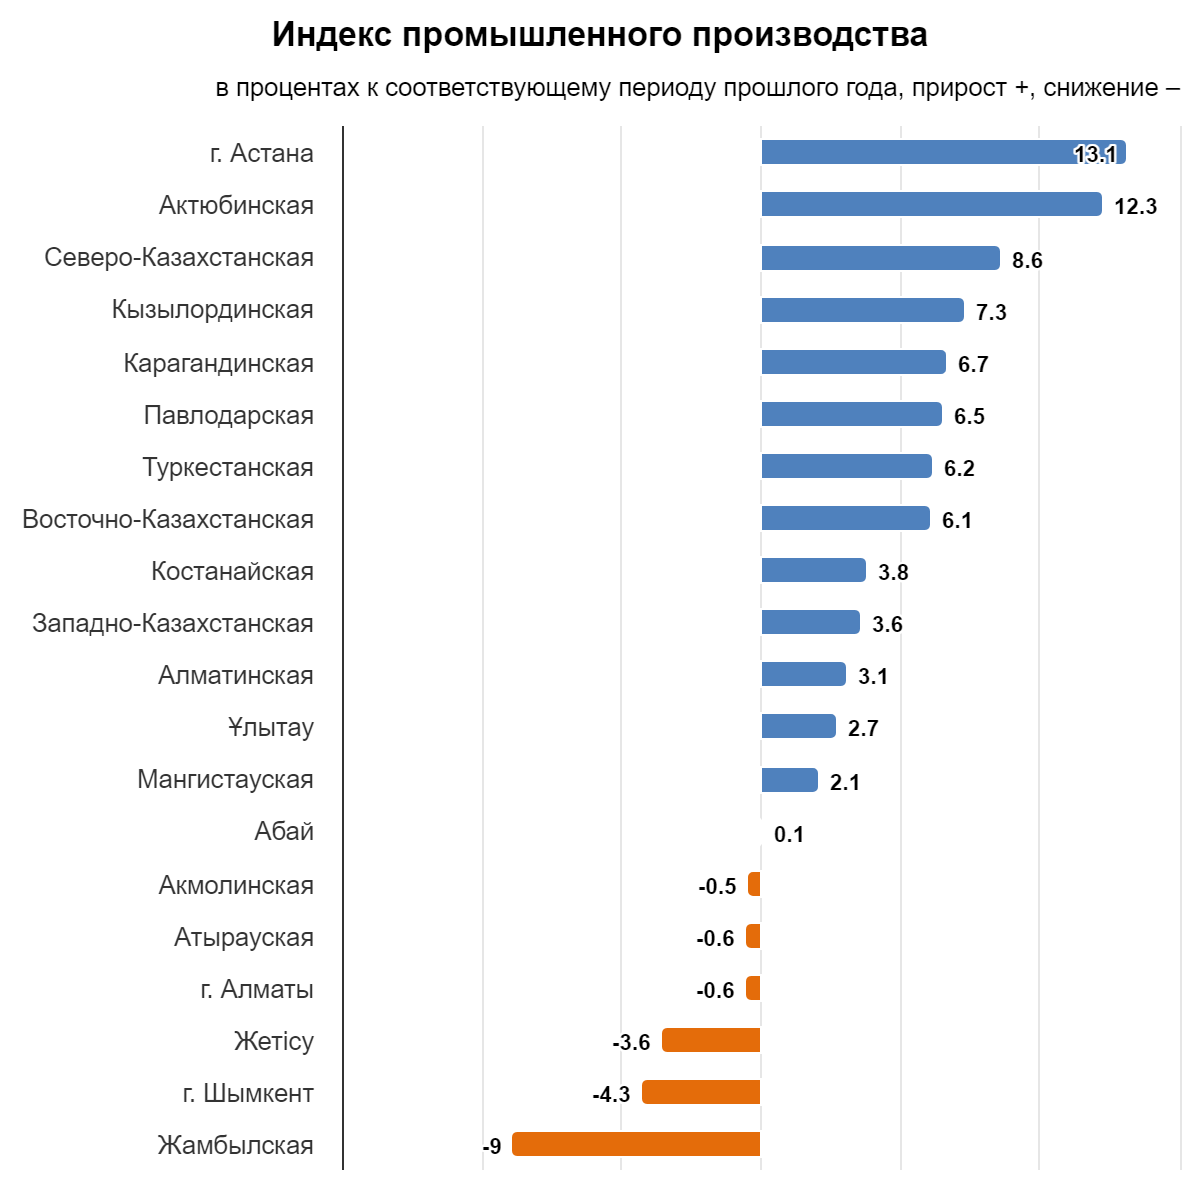 Индекс промышленного производства
в процентах к соответствующему периоду прошлого года, прирост +, снижение –
г. Астана 13.1
Актюбинская 12.3
Северо-Казахстанская 8.6
Кызылординская 7.3
Карагандинская 6.7
Павлодарская 6.5
Туркестанская 6.2
Восточно-Казахстанская 6.1
Костанайская 3.8
Западно-Казахстанская 3.6
Алматинская 3.1
Ұлытау 2.7
Мангистауская 2.1
Абай 0.1
Акмолинская -0.5
Атырауская -0.6
г. Алматы -0.6
Жетісу -3.6
г. Шымкент -4.3
Жамбылская -9